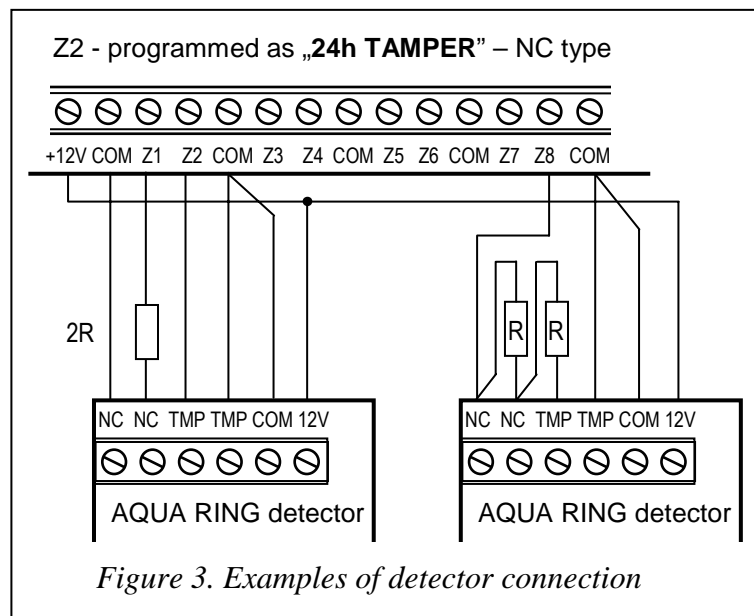 Z2 - programmed as „24h TAMPER” – NC type
+12V COM Z1 Z2 COM Z3 Z4 COM Z5 Z6 COM Z7 Z8 COM
2R
R R
NC NC TMP TMP COM 12V
AQUA RING detector
NC NC TMP TMP COM 12V
AQUA RING detector
Figure 3. Examples of detector connection